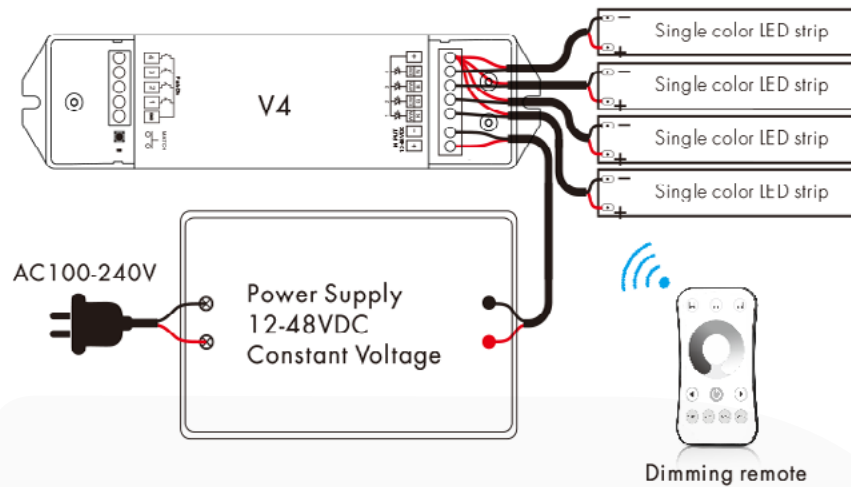 Single color LED strip
Single color LED strip
Single color LED strip
Single color LED strip
V4
AC100-240V
Power Supply
12-48VDC
Constant Voltage
Dimming remote